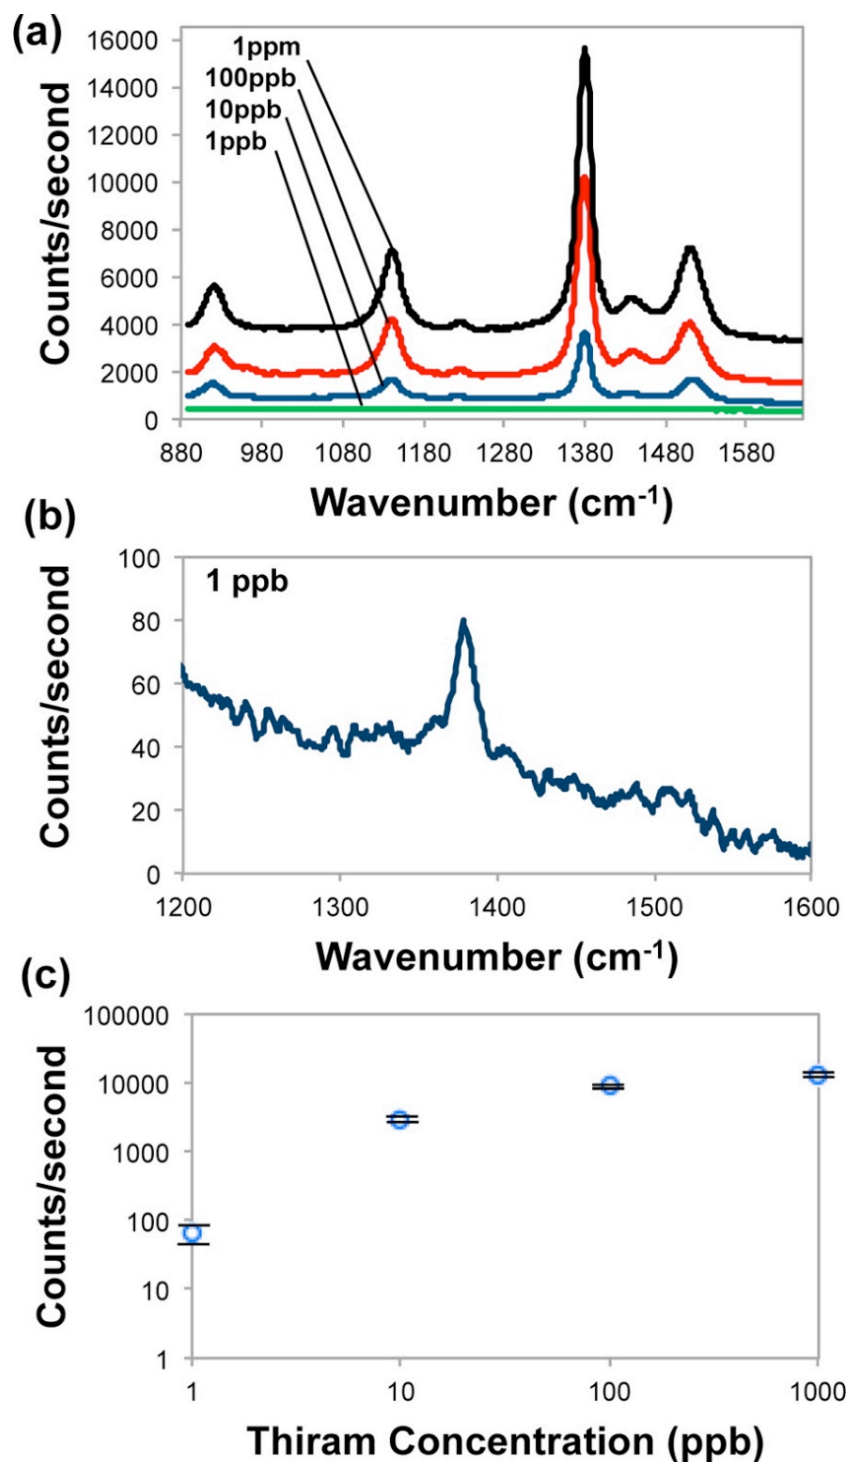 (a)
16000
14000
12000
10000
8000
6000
4000
2000
0
Counts/second
1ppm
100ppb
10ppb
1ppb
880 980 1080 1180 1280 1380 1480 1580
Wavenumber (cm-1)
(b)
100
80
60
40
20
0
Counts/second
1 ppb
1200 1300 1400 1500 1600
Wavenumber (cm-1)
(c)
100000
10000
1000
100
10
1
Counts/second
1 10 100 1000
Thiram Concentration (ppb)